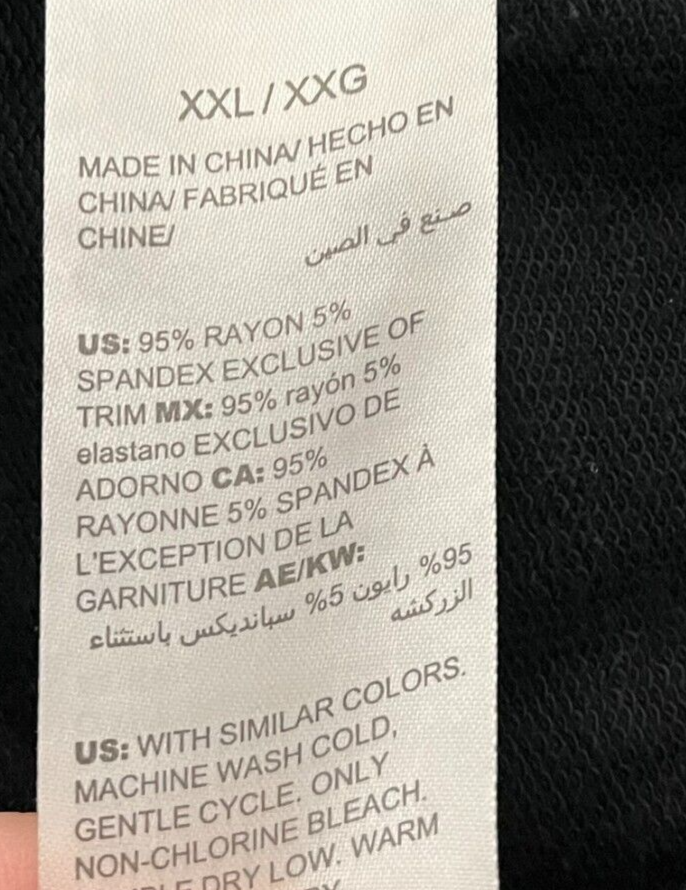 XXL / XXG
MADE IN CHINA/ HECHO EN
CHINA/ FABRIQUÉ EN
CHINE/
صنع في الصين
US: 95% RAYON 5%
SPANDEX EXCLUSIVE OF
TRIM MX: 95% rayón 5%
elastano EXCLUSIVO DE
ADORNO CA: 95%
RAYONNE 5% SPANDEX À
L'EXCEPTION DE LA
GARNITURE AE/KW:
95% رايون 5% سبانديكس باستثناء
الزركشه
US: WITH SIMILAR COLORS.
MACHINE WASH COLD,
GENTLE CYCLE. ONLY
NON-CHLORINE BLEACH.
DRY LOW. WARM